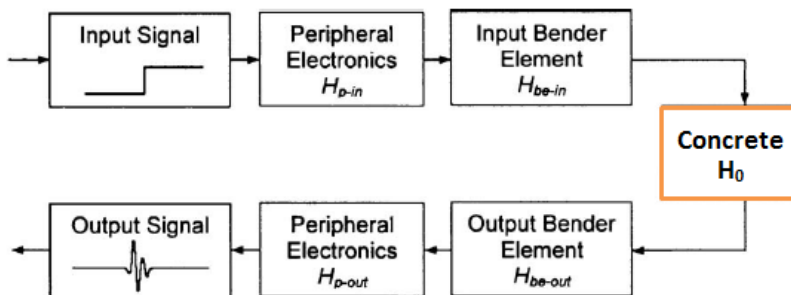 Input Signal
Peripheral
Electronics
Hp-in
Input Bender
Element
Hbe-in
Concrete
H₀
Output Signal
Peripheral
Electronics
Hp-out
Output Bender
Element
Hbe-out